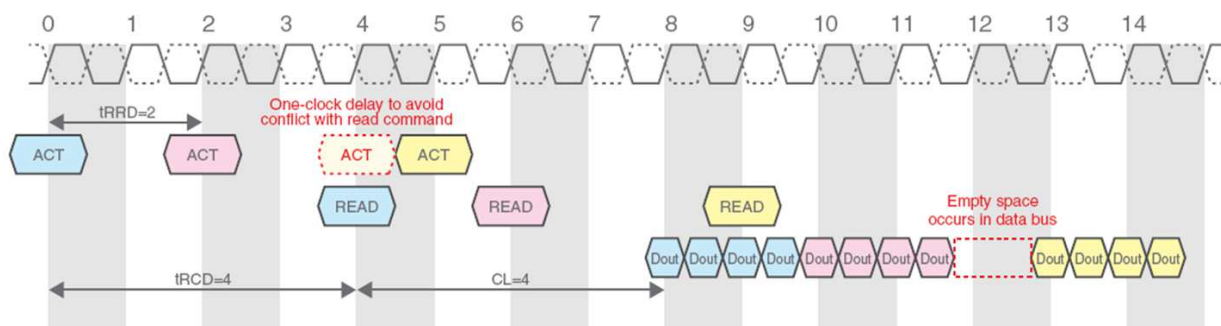 0 1 2 3 4 5 6 7 8 9 10 11 12 13 14
tRRD=2
One-clock delay to avoid
conflict with read command
ACT ACT ACT ACT
READ READ READ
Empty space
occurs in data bus
Dout Dout Dout Dout Dout Dout Dout Dout Dout Dout Dout Dout
tRCD=4 CL=4